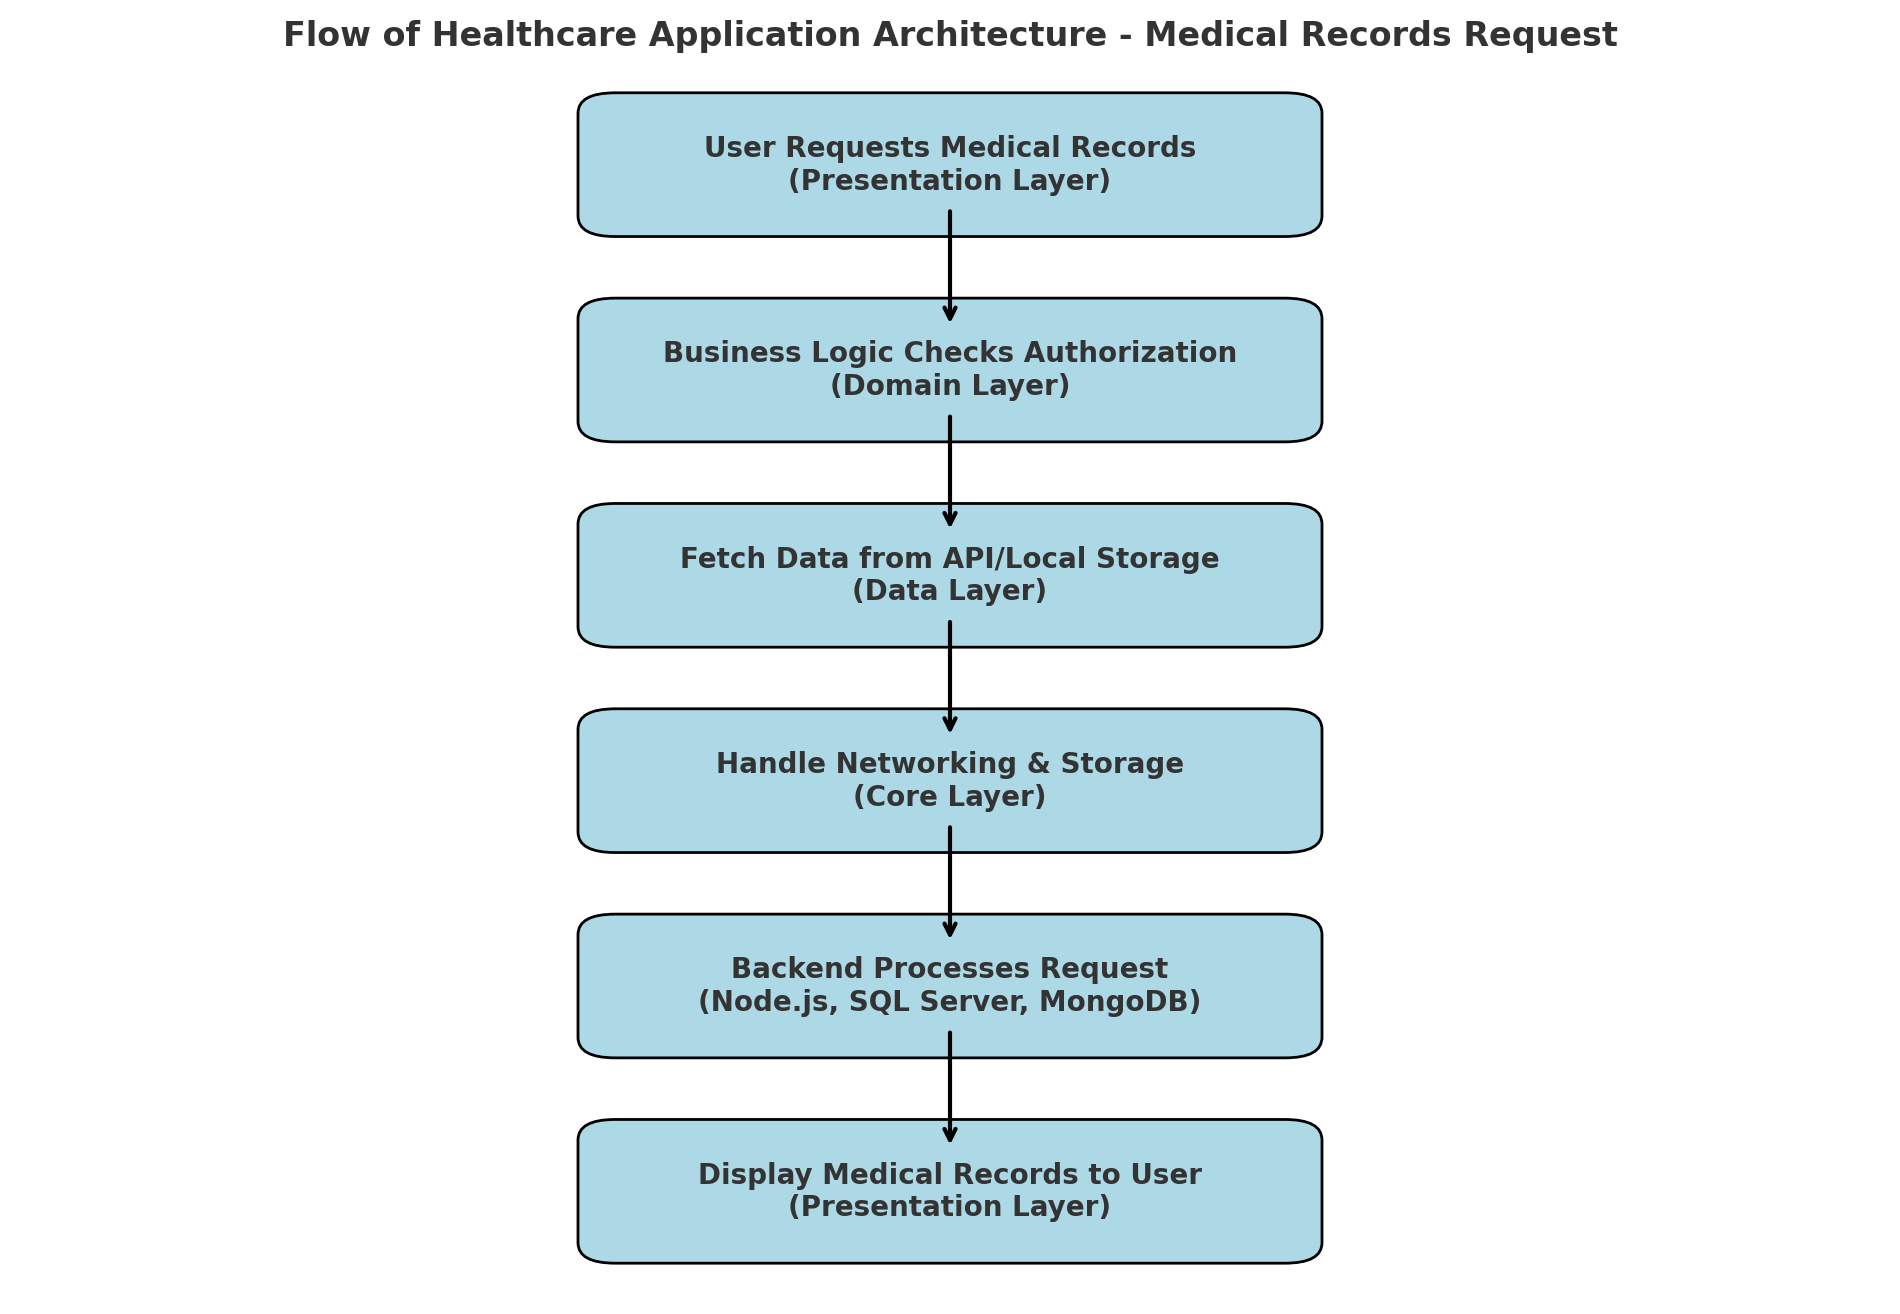 Flow of Healthcare Application Architecture - Medical Records Request
User Requests Medical Records
(Presentation Layer)
Business Logic Checks Authorization
(Domain Layer)
Fetch Data from API/Local Storage
(Data Layer)
Handle Networking & Storage
(Core Layer)
Backend Processes Request
(Node.js, SQL Server, MongoDB)
Display Medical Records to User
(Presentation Layer)